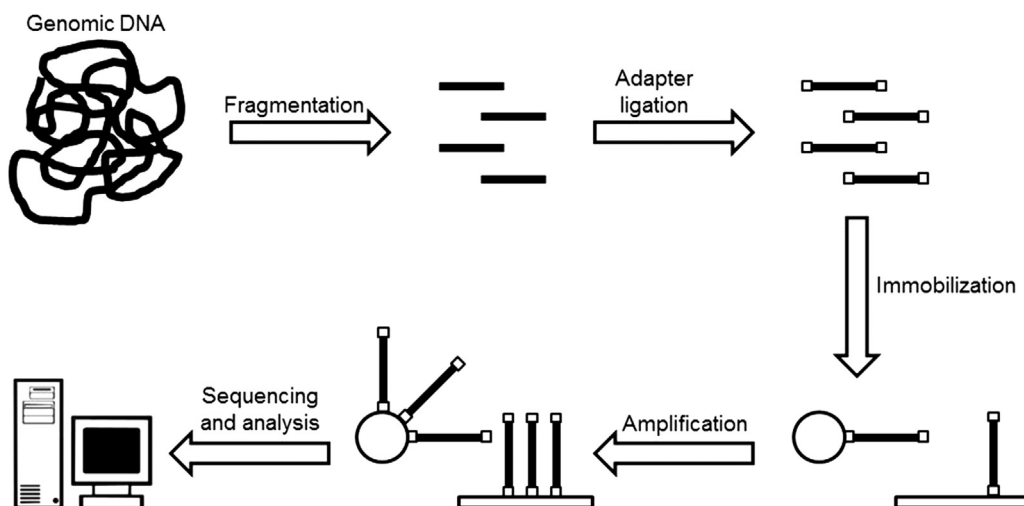 Genomic DNA
Fragmentation
Adapter
ligation
Immobilization
Amplification
Sequencing
and analysis